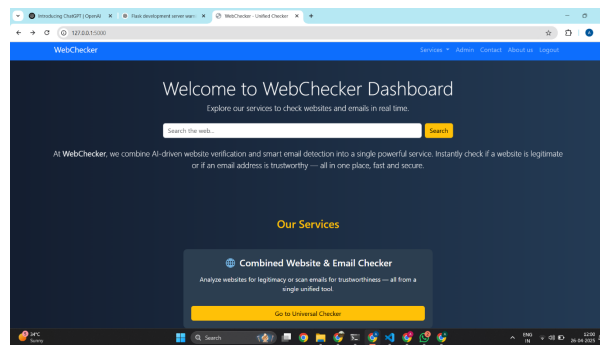 Introducing ChatGPT | OpenAI
Flask development server warn
WebChecker - Unified Checker
127.0.0.1:5000
WebChecker
Services Admin Contact About us Logout
Welcome to WebChecker Dashboard
Explore our services to check websites and emails in real time.
Search the web...
Search
At WebChecker, we combine AI-driven website verification and smart email detection into a single powerful service. Instantly check if a website is legitimate
or if an email address is trustworthy — all in one place, fast and secure.
Our Services
Combined Website & Email Checker
Analyze websites for legitimacy or scan emails for trustworthiness — all from a
single unified tool.
Go to Universal Checker
34°C
Sunny
Search
ENG
IN
12:00
26-04-2025